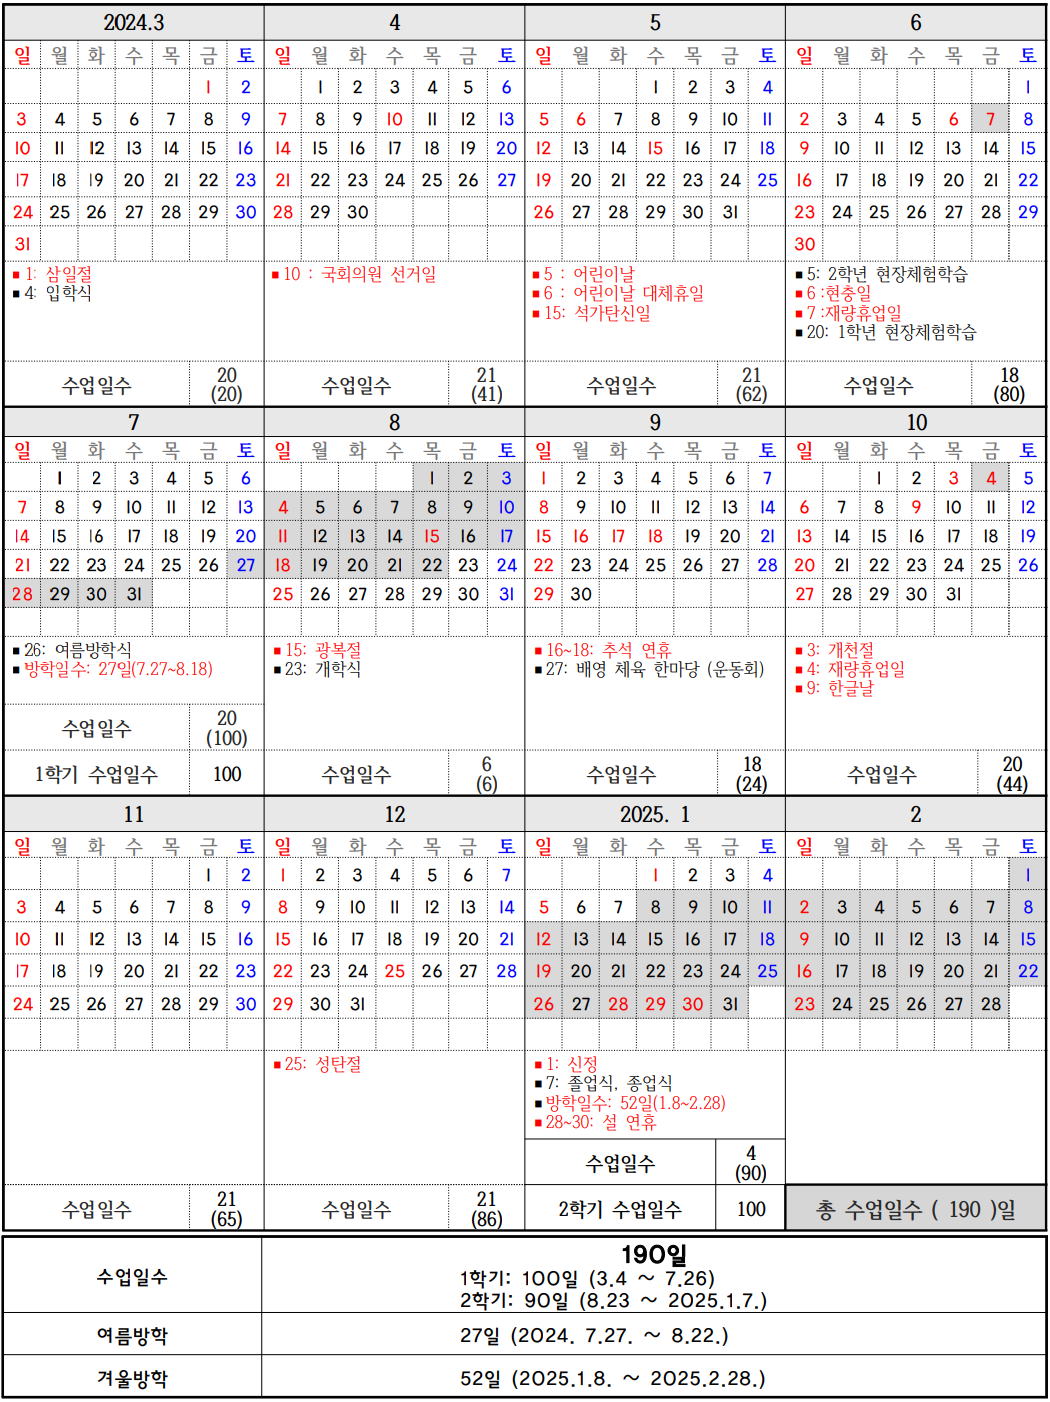 2024.3 4 5 6
일 월 화 수 목 금 토 일 월 화 수 목 금 토 일 월 화 수 목 금 토 일 월 화 수 목 금 토
1 2 1 2 3 4 5 6 1 2 3 4 1
3 4 5 6 7 8 9 7 8 9 10 11 12 13 5 6 7 8 9 10 11 2 3 4 5 6 7 8
10 11 12 13 14 15 16 14 15 16 17 18 19 20 12 13 14 15 16 17 18 9 10 11 12 13 14 15
17 18 19 20 21 22 23 21 22 23 24 25 26 27 19 20 21 22 23 24 25 16 17 18 19 20 21 22
24 25 26 27 28 29 30 28 29 30 26 27 28 29 30 31 23 24 25 26 27 28 29
31 30
■ 1: 삼일절
■ 4: 입학식
■ 10 : 국회의원 선거일
■ 5 : 어린이날
■ 6 : 어린이날 대체휴일
■ 15: 석가탄신일
■ 5: 2학년 현장체험학습
■ 6 :현충일
■ 7 :재량휴업일
■ 20: 1학년 현장체험학습
수업일수 20 (20) 수업일수 21 (41) 수업일수 21 (62) 수업일수 18 (80)
7 8 9 10
일 월 화 수 목 금 토 일 월 화 수 목 금 토 일 월 화 수 목 금 토 일 월 화 수 목 금 토
1 2 3 4 5 6 1 2 3 1 2 3 4 5 6 7 1 2 3 4 5
7 8 9 10 11 12 13 4 5 6 7 8 9 10 8 9 10 11 12 13 14 6 7 8 9 10 11 12
14 15 16 17 18 19 20 11 12 13 14 15 16 17 15 16 17 18 19 20 21 13 14 15 16 17 18 19
21 22 23 24 25 26 27 18 19 20 21 22 23 24 22 23 24 25 26 27 28 20 21 22 23 24 25 26
28 29 30 31 25 26 27 28 29 30 31 29 30 27 28 29 30 31
■ 26: 여름방학식
■ 방학일수: 27일(7.27~8.18)
■ 15: 광복절
■ 23: 개학식
■ 16~18: 추석 연휴
■ 27: 배영 체육 한마당 (운동회)
■ 3: 개천절
■ 4: 재량휴업일
■ 9: 한글날
수업일수 20 (100)
1학기 수업일수 100 수업일수 6 (6) 수업일수 18 (24) 수업일수 20 (44)
11 12 2025. 1 2
일 월 화 수 목 금 토 일 월 화 수 목 금 토 일 월 화 수 목 금 토 일 월 화 수 목 금 토
1 2 1 2 3 4 5 6 7 1 2 3 4 1
3 4 5 6 7 8 9 8 9 10 11 12 13 14 5 6 7 8 9 10 11 2 3 4 5 6 7 8
10 11 12 13 14 15 16 15 16 17 18 19 20 21 12 13 14 15 16 17 18 9 10 11 12 13 14 15
17 18 19 20 21 22 23 22 23 24 25 26 27 28 19 20 21 22 23 24 25 16 17 18 19 20 21 22
24 25 26 27 28 29 30 29 30 31 26 27 28 29 30 31 23 24 25 26 27 28
■ 25: 성탄절
■ 1: 신정
■ 7: 졸업식, 종업식
■ 방학일수: 52일(1.8~2.28)
■ 28~30: 설 연휴
수업일수 4 (90)
수업일수 21 (65) 수업일수 21 (86) 2학기 수업일수 100 총 수업일수 ( 190 )일
수업일수
190일
1학기: 100일 (3.4 ~ 7.26)
2학기: 90일 (8.23 ~ 2025.1.7.)
여름방학 27일 (2024. 7.27. ~ 8.22.)
겨울방학 52일 (2025.1.8. ~ 2025.2.28.)